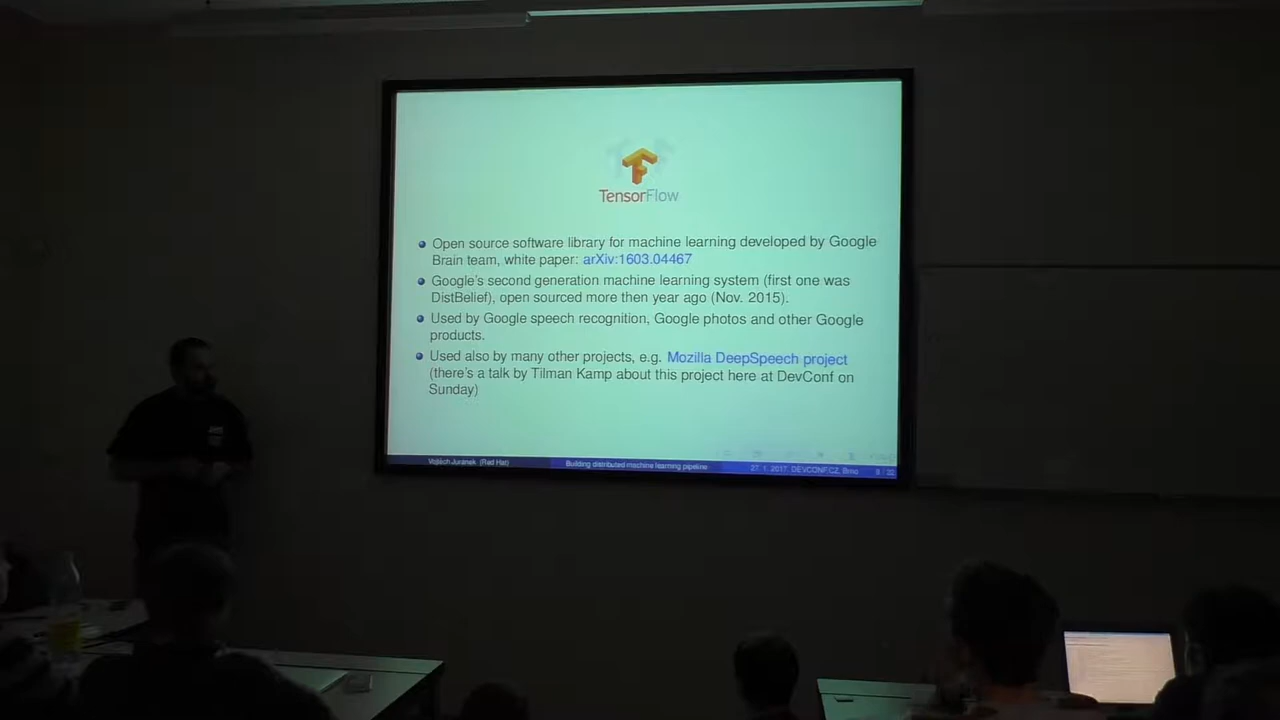 TensorFlow
Open source software library for machine learning developed by Google
Brain team, white paper: arXiv:1603.04467
Google's second generation machine learning system (first one was
DistBelief), open sourced more then year ago (Nov. 2015).
Used by Google speech recognition, Google photos and other Google
products.
Used also by many other projects, e.g. Mozilla DeepSpeech project
(there's a talk by Tilman Kamp about this project here at DevConf on
Sunday)
Vojtěch Juránek (Red Hat) Building distributed machine learning pipeline 27. 1. 2017, DEVCONF.CZ, Brno